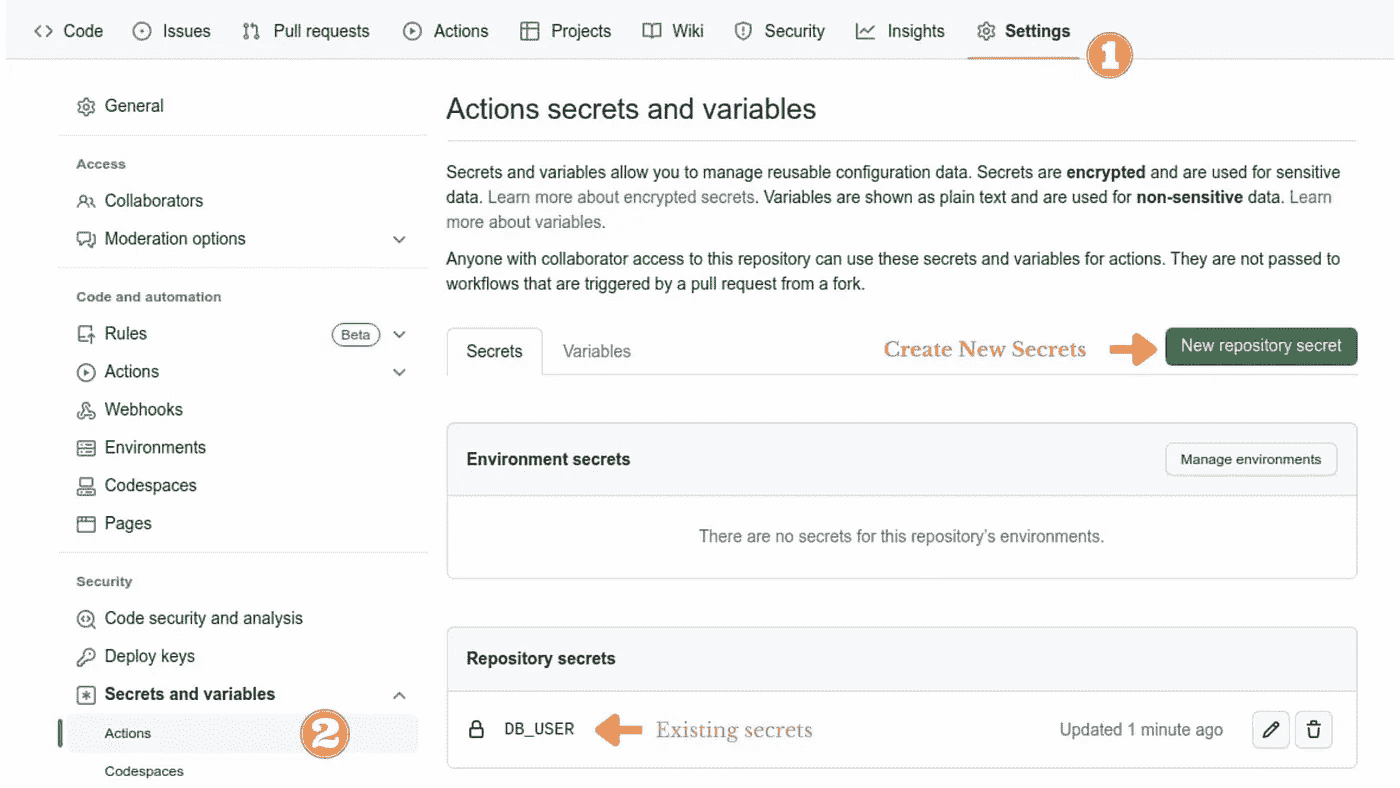 Code Issues Pull requests Actions Projects Wiki Security Insights Settings
1
General
Access
Collaborators
Moderation options
Code and automation
Rules Beta
Actions
Webhooks
Environments
Codespaces
Pages
Security
Code security and analysis
Deploy keys
Secrets and variables
Actions 2
Codespaces
Actions secrets and variables
Secrets and variables allow you to manage reusable configuration data. Secrets are encrypted and are used for sensitive
data. Learn more about encrypted secrets. Variables are shown as plain text and are used for non-sensitive data. Learn
more about variables.
Anyone with collaborator access to this repository can use these secrets and variables for actions. They are not passed to
workflows that are triggered by a pull request from a fork.
Secrets Variables Create New Secrets New repository secret
Environment secrets Manage environments
There are no secrets for this repository's environments.
Repository secrets
DB_USER Existing secrets Updated 1 minute ago